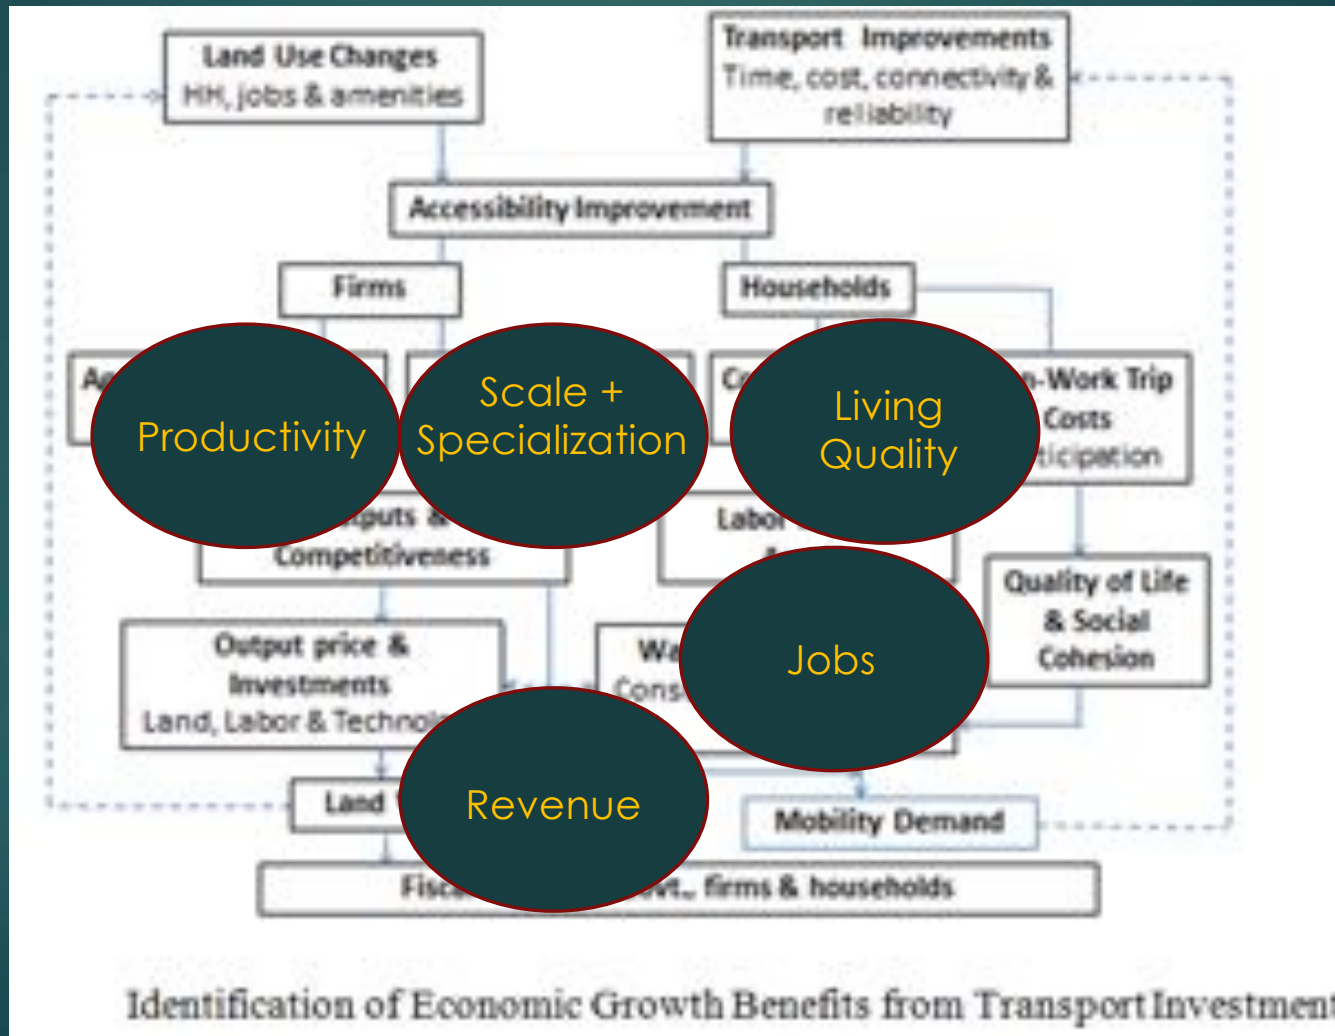 Land Use Changes
HH, jobs & amenities
Transport Improvements
Time, cost, connectivity &
reliability
Accessibility Improvement
Firms
Households
Productivity
Scale +
Specialization
Living
Quality
Trip
Costs
Competitiveness
Labor
Quality of Life
& Social
Cohesion
Output price &
Investments
Land, Labor &
Jobs
Land
Revenue
Mobility Demand
firms & households
Identification of Economic Growth Benefits from Transport Investment